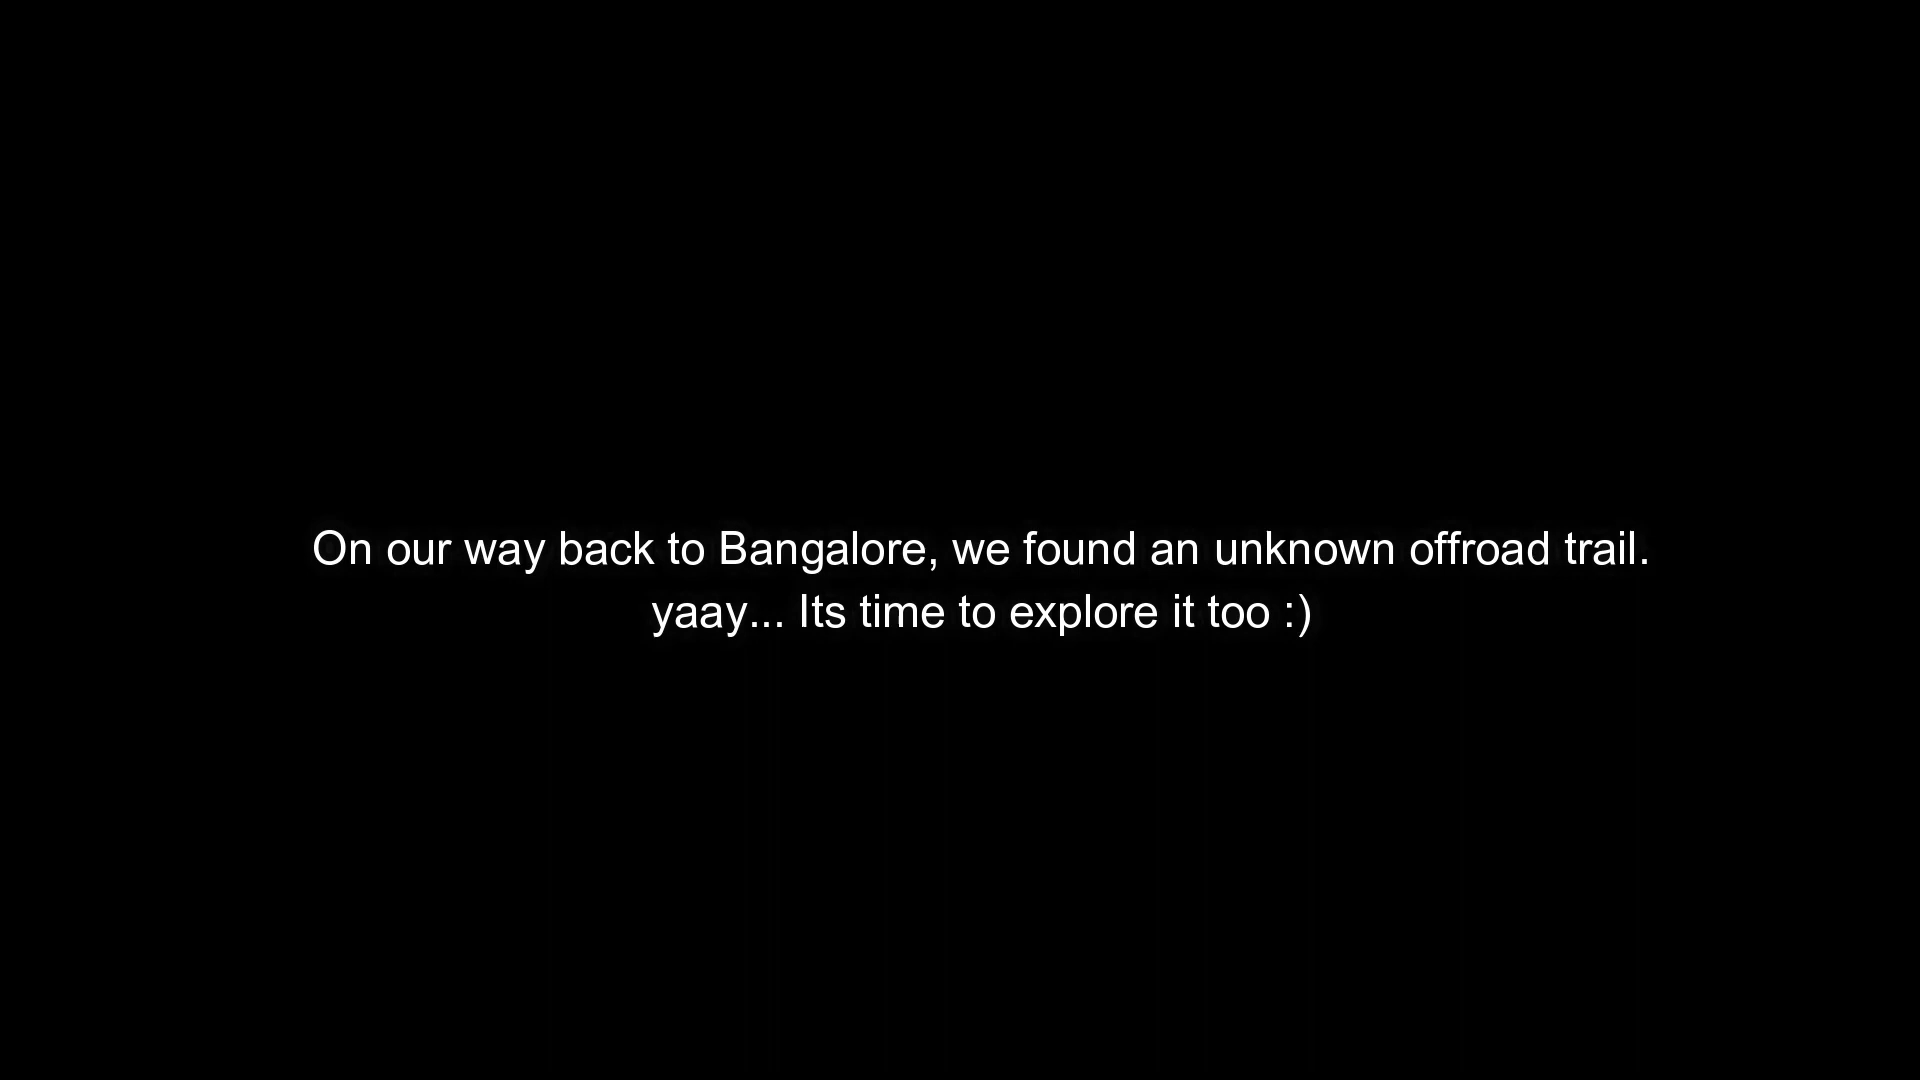 On our way back to Bangalore, we found an unknown offroad trail.
yaay... Its time to explore it too :)